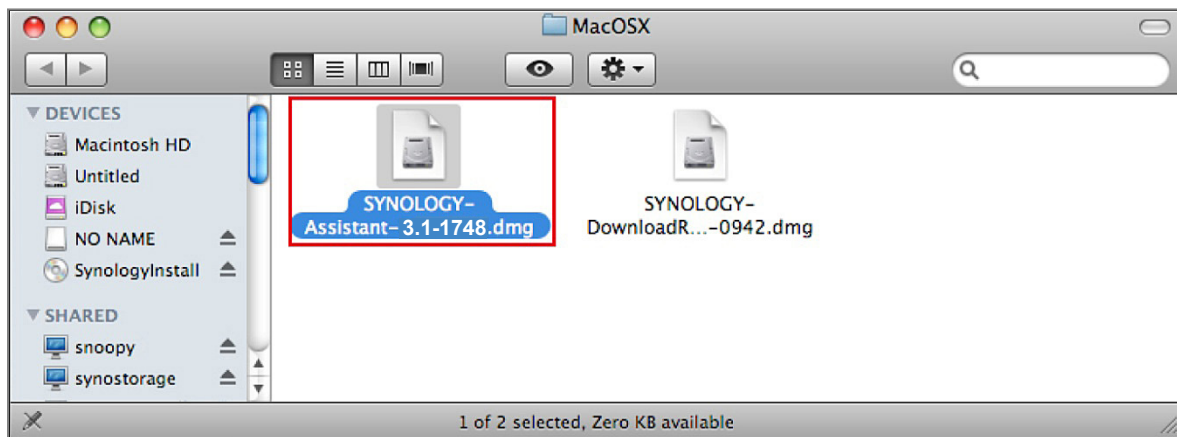 MacOSX
DEVICES
Macintosh HD
Untitled
iDisk
NO NAME
SynologyInstall
SHARED
snoopy
synostorage
SYNOLOGY-
Assistant- 3.1-1748.dmg
SYNOLOGY-
DownloadR...-0942.dmg
1 of 2 selected, Zero KB available